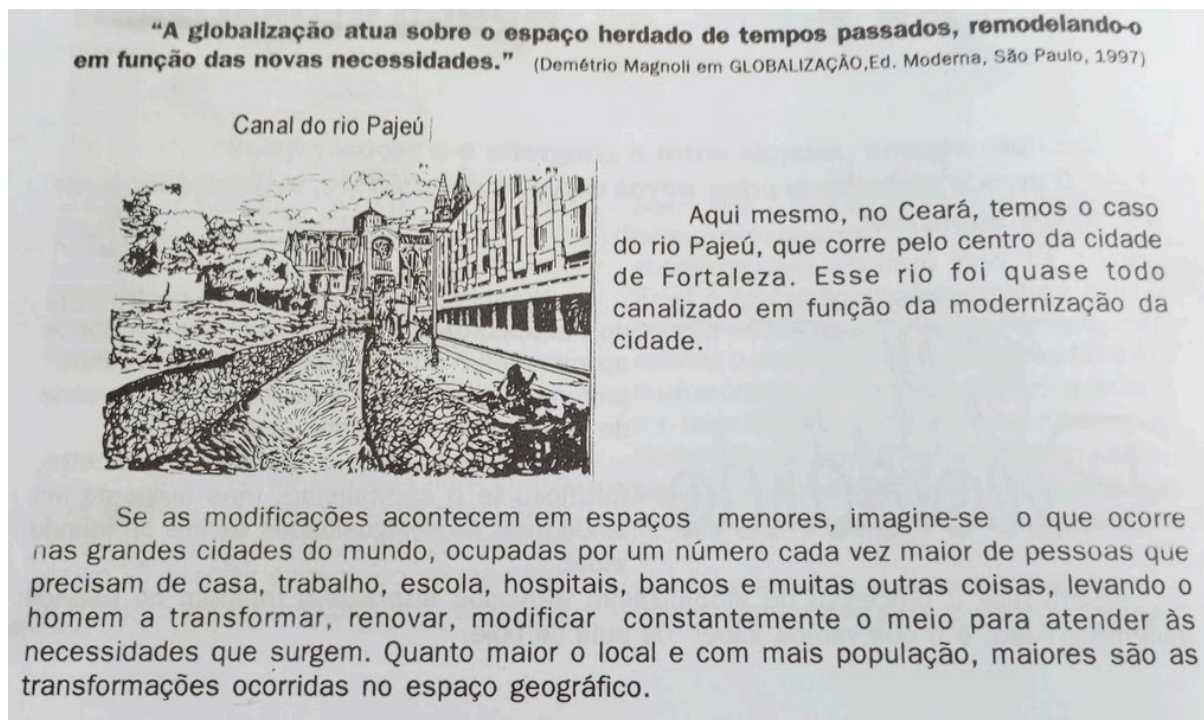 “A globalização atua sobre o espaço herdado de tempos passados, remodelando-o
em função das novas necessidades.” (Demétrio Magnoli em GLOBALIZAÇÃO,Ed. Moderna, São Paulo, 1997)
Canal do rio Pajeú
Aqui mesmo, no Ceará, temos o caso
do rio Pajeú, que corre pelo centro da cidade
de Fortaleza. Esse rio foi quase todo
canalizado em função da modernização da
cidade.
Se as modificações acontecem em espaços menores, imagine-se o que ocorre
nas grandes cidades do mundo, ocupadas por um número cada vez maior de pessoas que
precisam de casa, trabalho, escola, hospitais, bancos e muitas outras coisas, levando o
homem a transformar, renovar, modificar constantemente o meio para atender às
necessidades que surgem. Quanto maior o local e com mais população, maiores são as
transformações ocorridas no espaço geográfico.